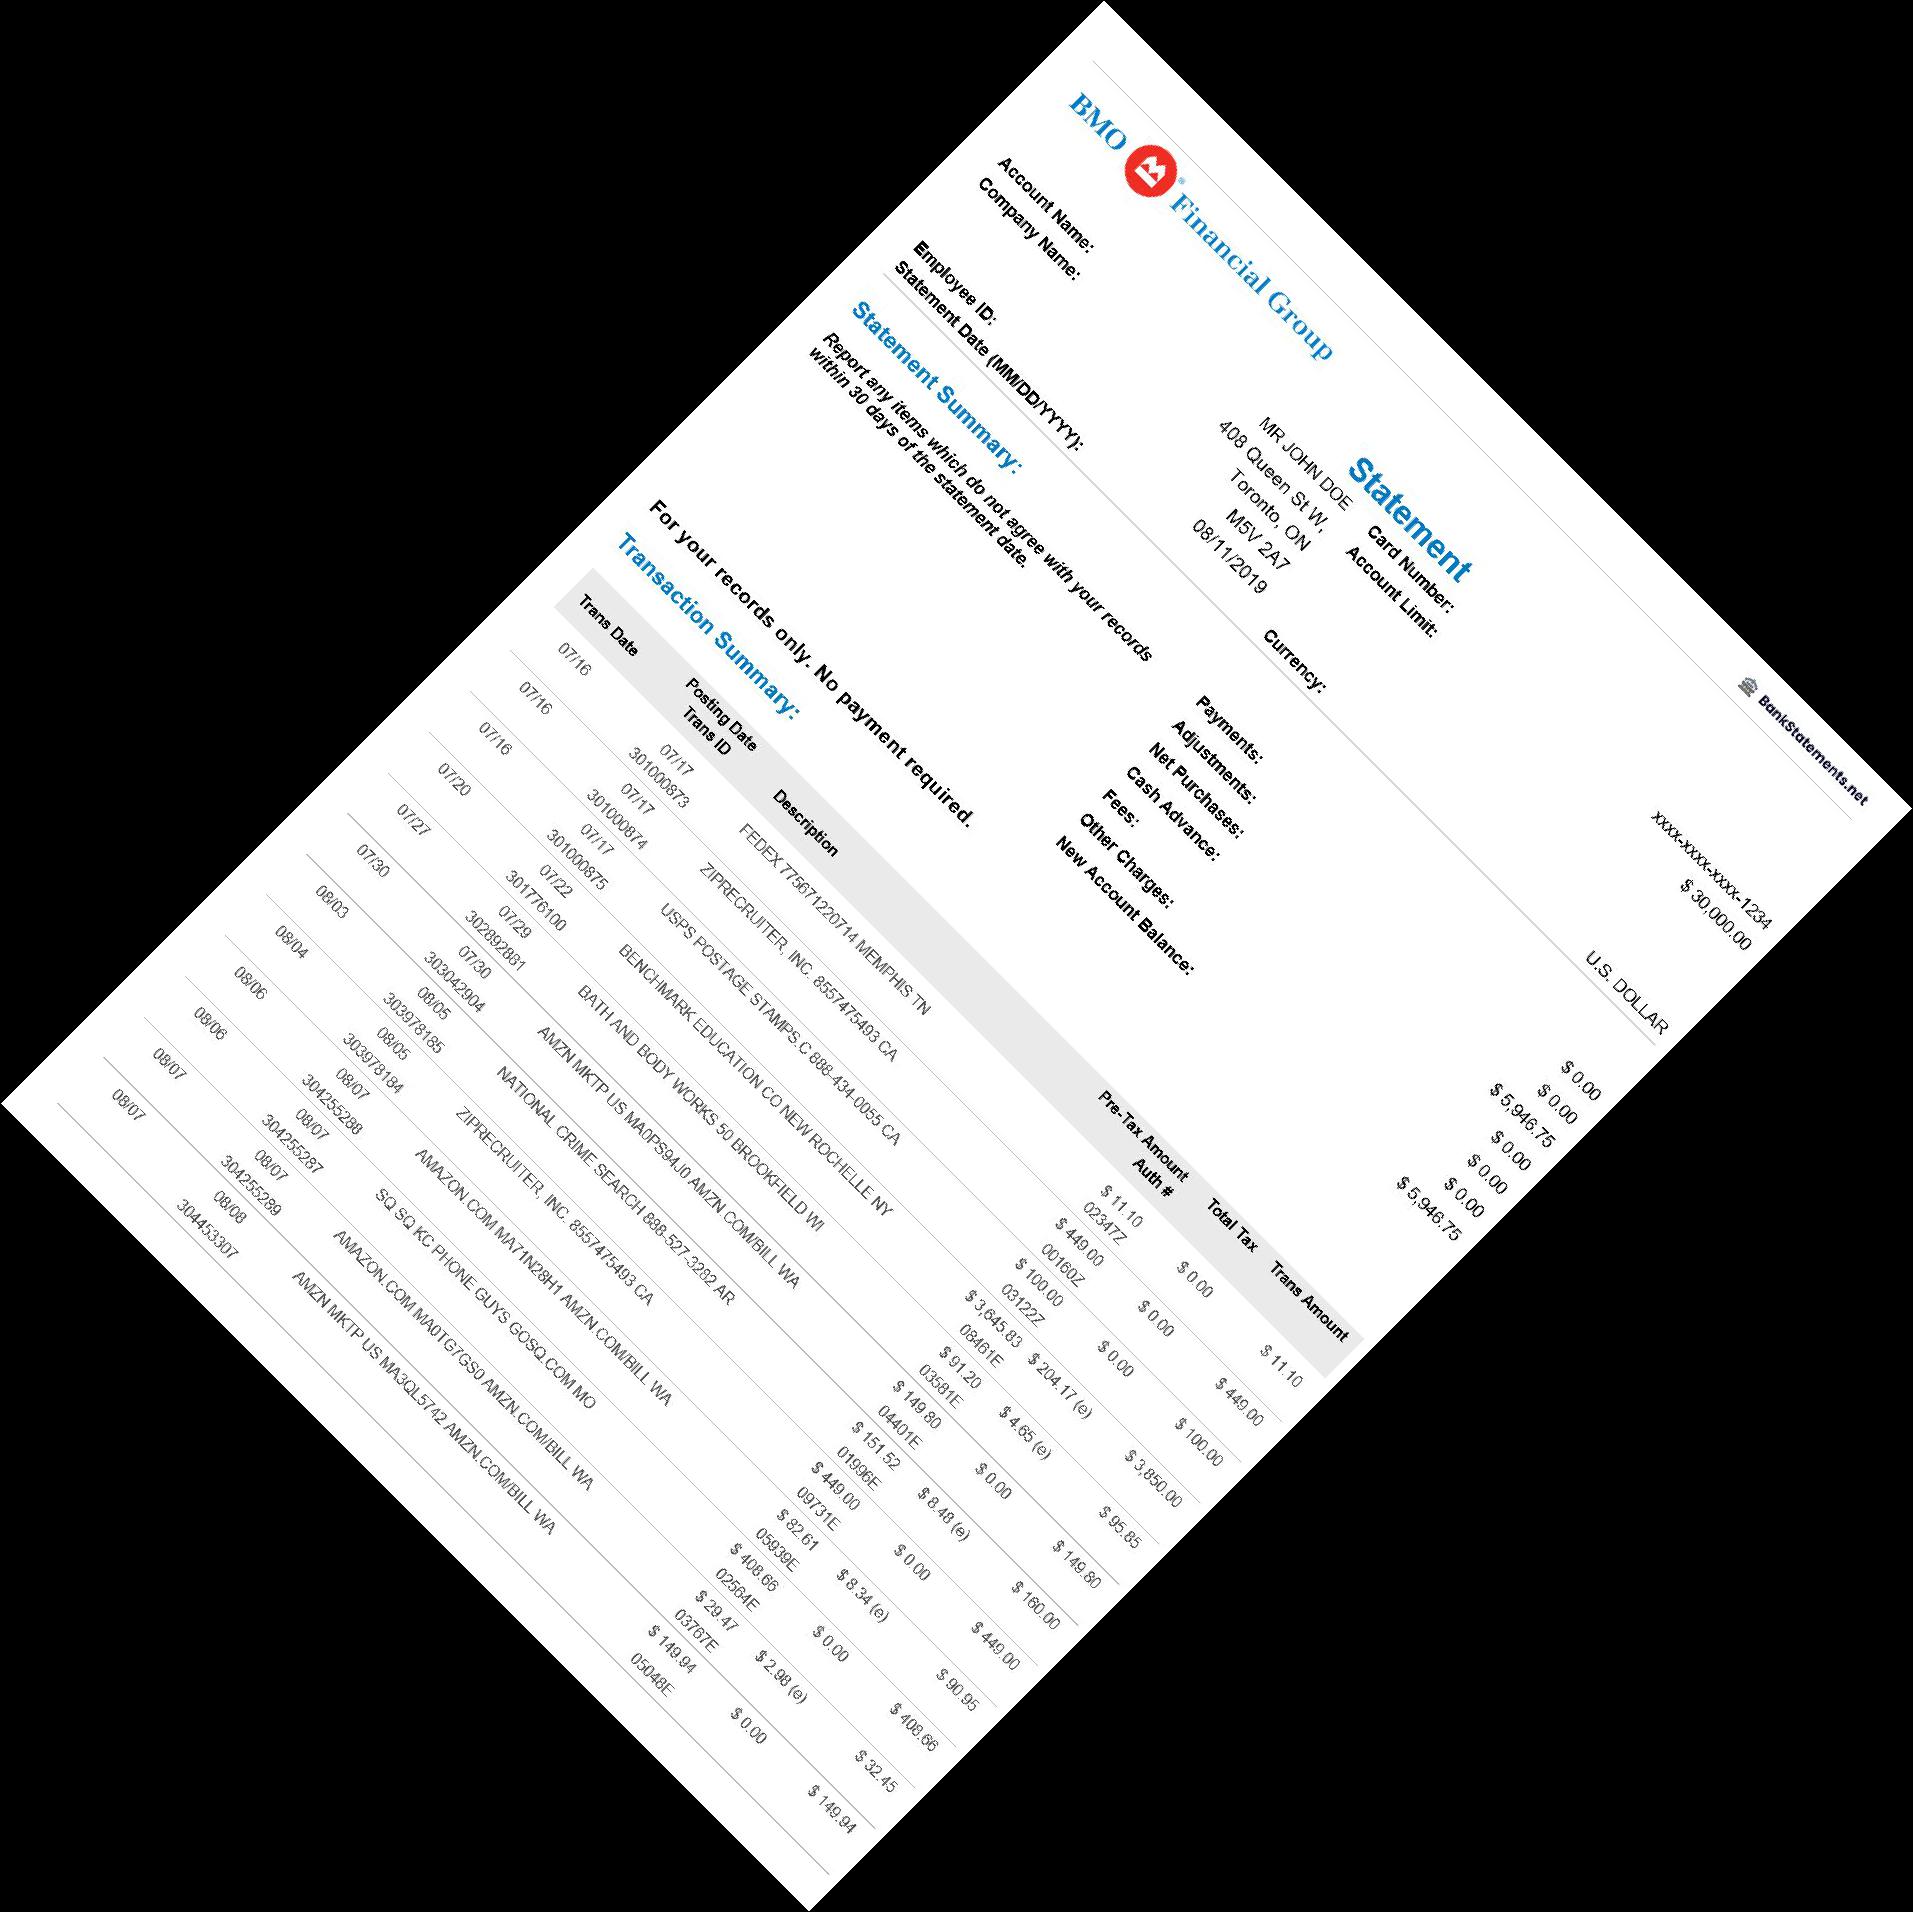 BankStatements.net
BMO Financial Group
Statement
Account Name: MR JOHN DOE Card Number: xxxx-xxxx-xxxx-1234
Company Name: 408 Queen St W, Account Limit: $ 30,000.00
Toronto, ON
M5V 2A7
Employee ID:
Statement Date (MM/DD/YYYY): 08/11/2019 Currency: U.S. DOLLAR
Statement Summary:
Report any items which do not agree with your records
within 30 days of the statement date.
Payments: $ 0.00
Adjustments: $ 0.00
Net Purchases: $ 5,946.75
Cash Advance: $ 0.00
Fees: $ 0.00
Other Charges: $ 0.00
New Account Balance: $ 5,946.75
For your records only. No payment required.
Transaction Summary:
Trans Date Posting Date Description Pre-Tax Amount Total Tax Trans Amount
Trans ID Auth #
07/16 07/17 FEDEX 775671220714 MEMPHIS TN $ 11.10 $ 0.00 $ 11.10
301000873 02347Z
07/16 07/17 ZIPRECRUITER, INC. 8557475493 CA $ 449.00 $ 0.00 $ 449.00
301000874 00160Z
07/16 07/17 USPS POSTAGE STAMPS.C 888-434-0055 CA $ 100.00 $ 0.00 $ 100.00
301000875 03122Z
07/20 07/22 BENCHMARK EDUCATION CO NEW ROCHELLE NY $ 3,645.83 $ 204.17 (e) $ 3,850.00
301776100 08461E
07/27 07/29 BATH AND BODY WORKS 50 BROOKFIELD WI $ 91.20 $ 4.65 (e) $ 95.85
302892881 03581E
07/30 07/30 AMZN MKTP US MA0PS94J0 AMZN COM/BILL WA $ 149.80 $ 0.00 $ 149.80
303042904 04401E
08/03 08/05 NATIONAL CRIME SEARCH 888-527-3282 AR $ 151.52 $ 8.48 (e) $ 160.00
303978185 01996E
08/04 08/05 ZIPRECRUITER, INC. 8557475493 CA $ 449.00 $ 0.00 $ 449.00
303978184 09731E
08/06 08/07 AMAZON COM MA71N28H1 AMZN COM/BILL WA $ 82.61 $ 8.34 (e) $ 90.95
304255288 05939E
08/06 08/07 SQ SQ KC PHONE GUYS GOSQ.COM MO $ 408.66 $ 0.00 $ 408.66
304255287 02564E
08/07 08/07 AMAZON.COM MA0TG7GS0 AMZN.COM/BILL WA $ 29.47 $ 2.98 (e) $ 32.45
304255289 03767E
08/07 08/08 AMZN MKTP US MA3QL5742 AMZN.COM/BILL WA $ 149.94 $ 0.00 $ 149.94
304453307 05048E